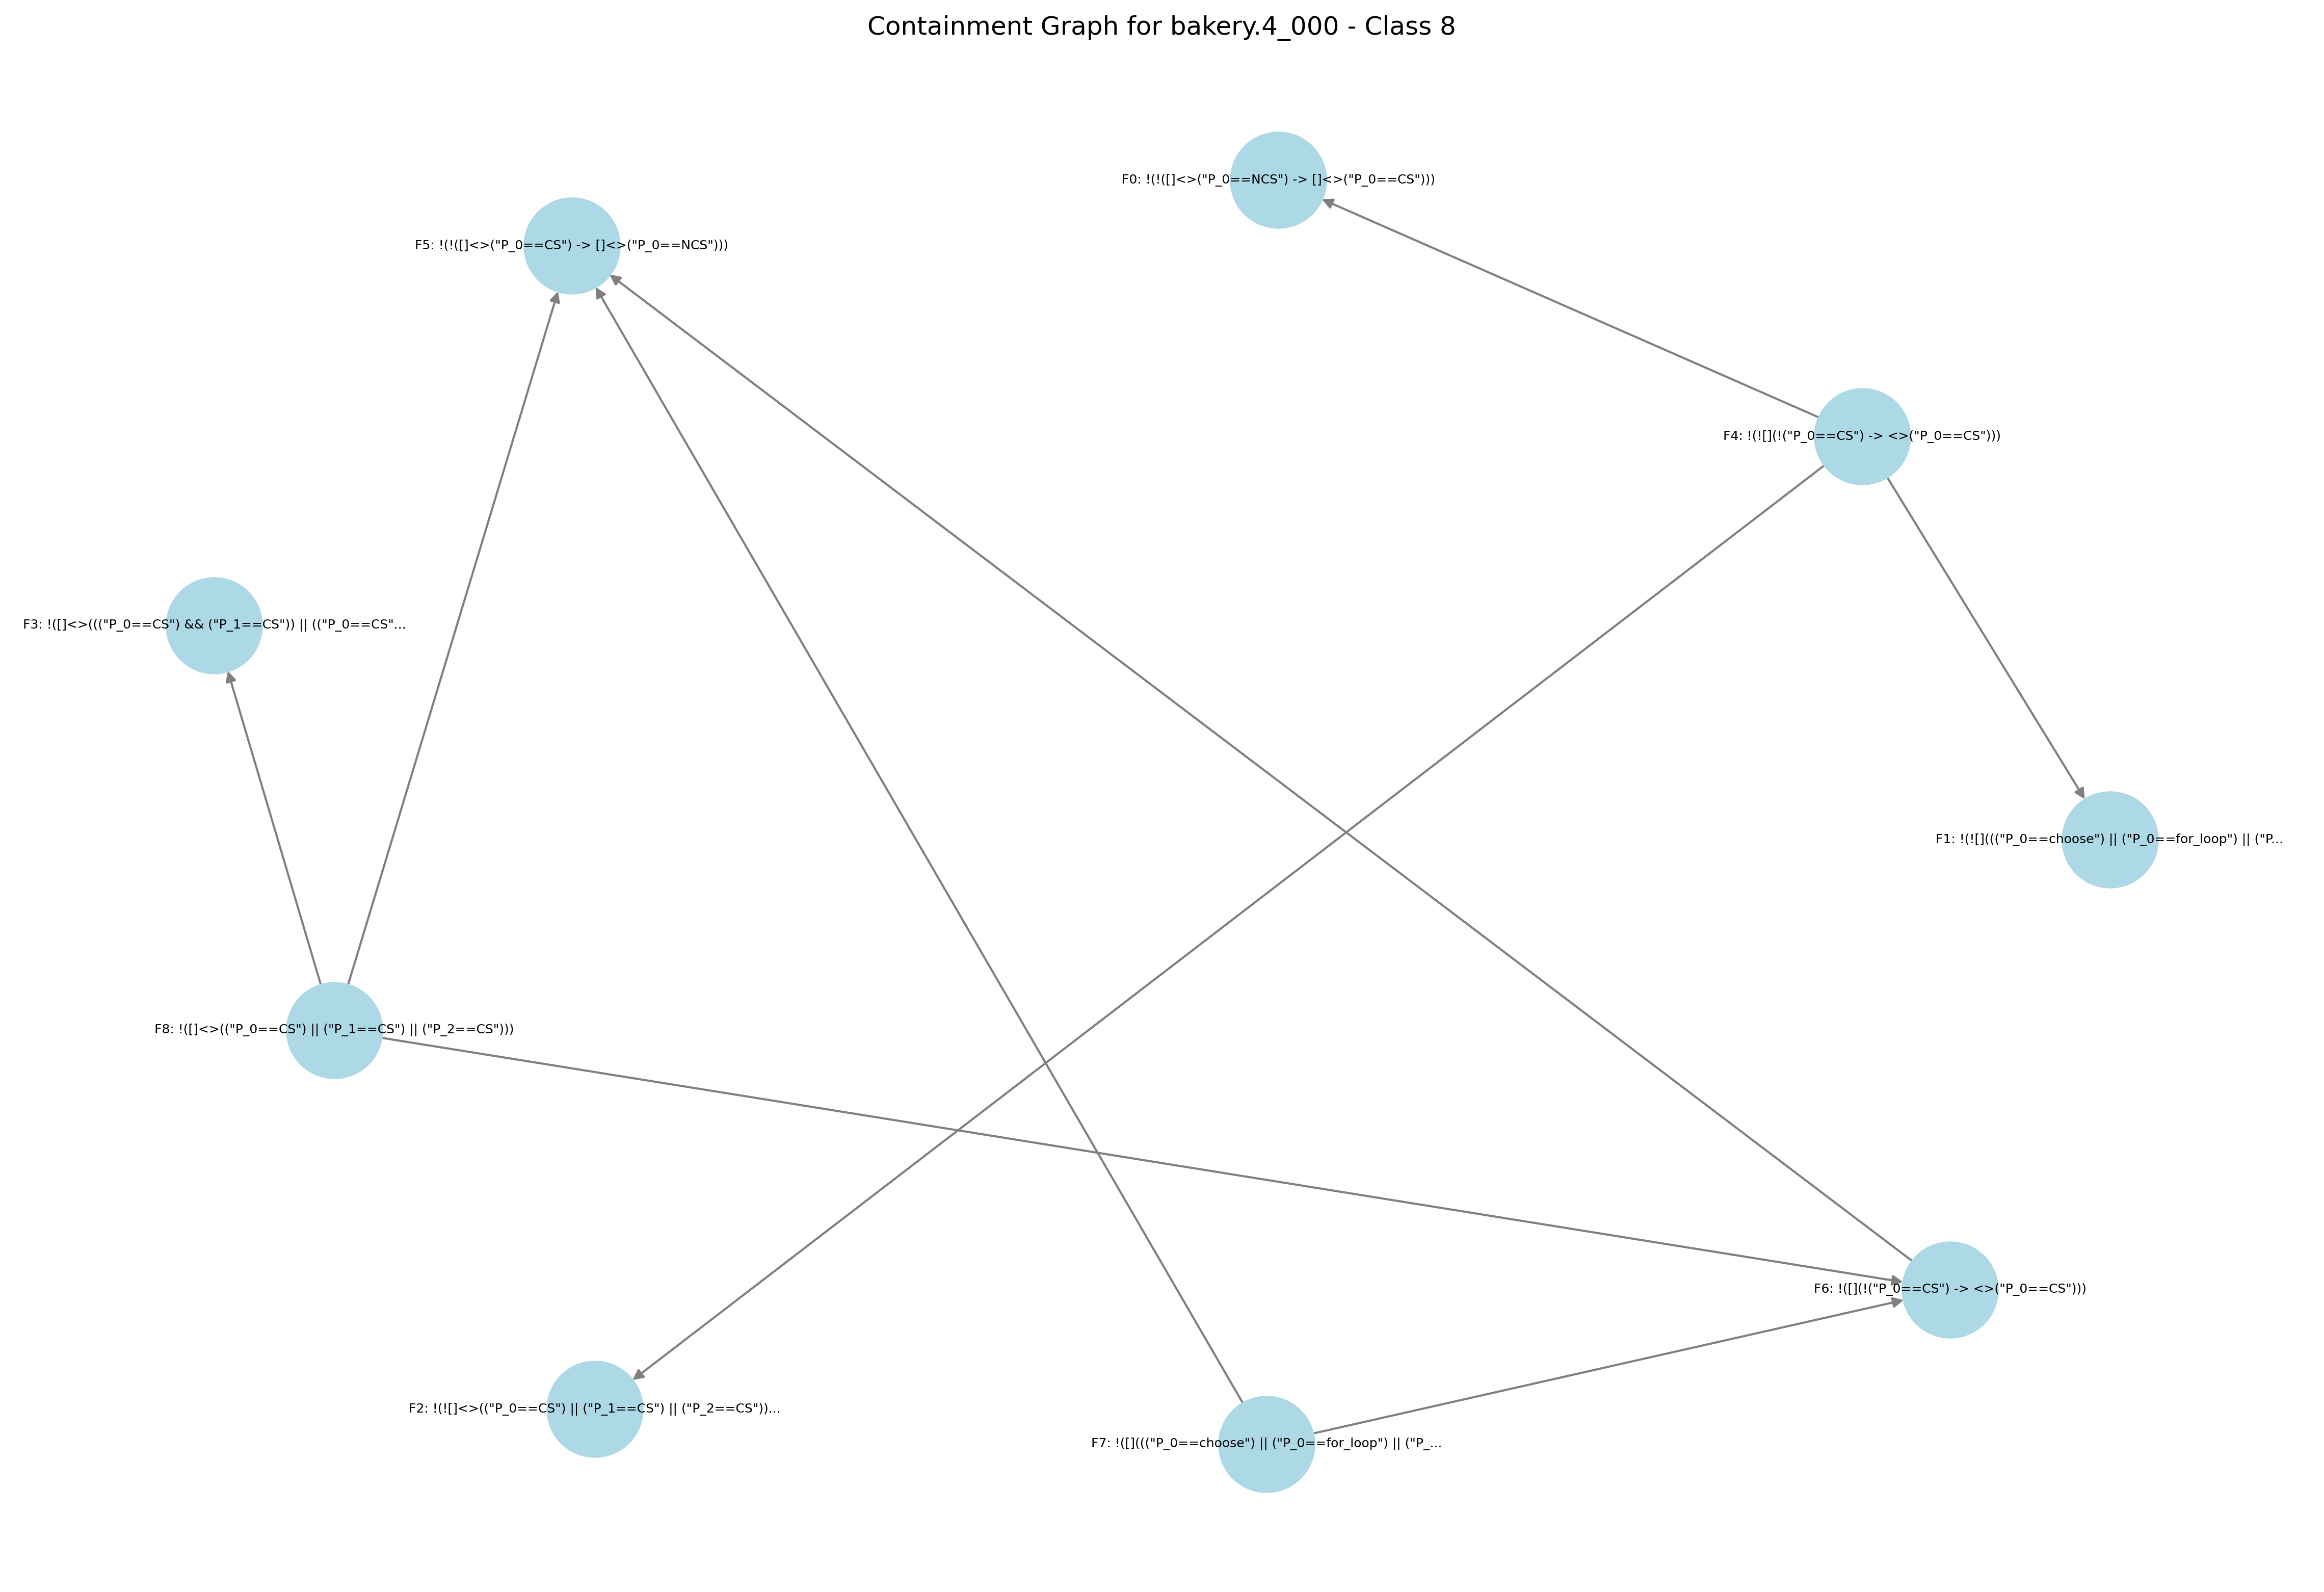 Containment Graph for bakery.4_000 - Class 8
F0: !(!([]<>("P_0==NCS") -> []<>("P_0==CS")))
F5: !(!([]<>("P_0==CS") -> []<>("P_0==NCS")))
F4: !(![](!("P_0==CS") -> <>("P_0==CS")))
F3: !([]<>((("P_0==CS") && ("P_1==CS")) || (("P_0==CS"...
F1: !(![]((("P_0==choose") || ("P_0==for_loop") || ("P...
F8: !([]<>(("P_0==CS") || ("P_1==CS") || ("P_2==CS")))
F6: !([](!("P_0==CS") -> <>("P_0==CS")))
F2: !(![]<>(("P_0==CS") || ("P_1==CS") || ("P_2==CS"))...
F7: !([]((("P_0==choose") || ("P_0==for_loop") || ("P_...